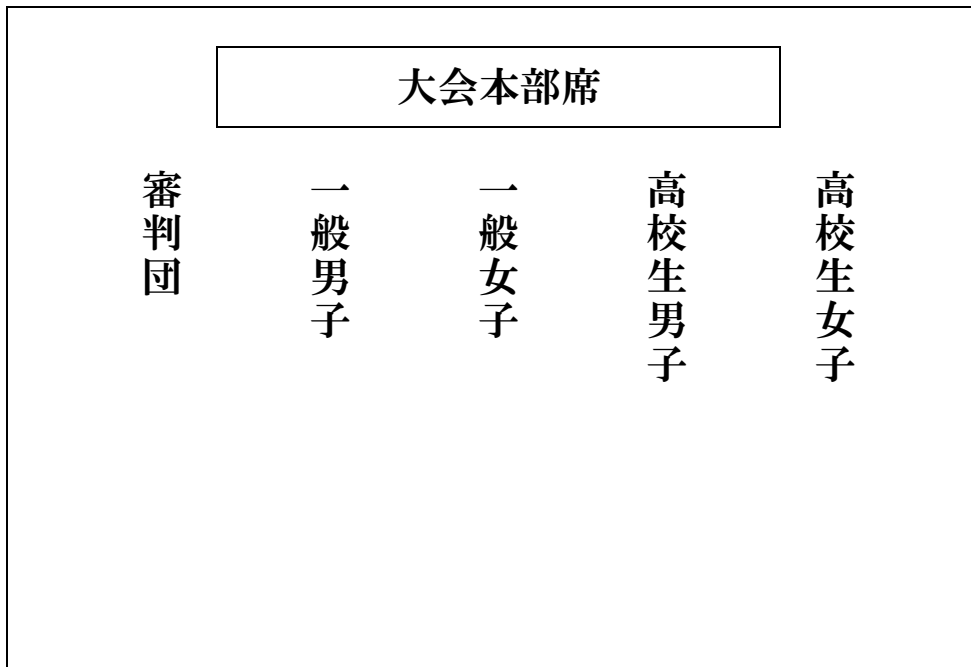 大会本部席
高校生女子
高校生男子
一般女子
一般男子
審判団